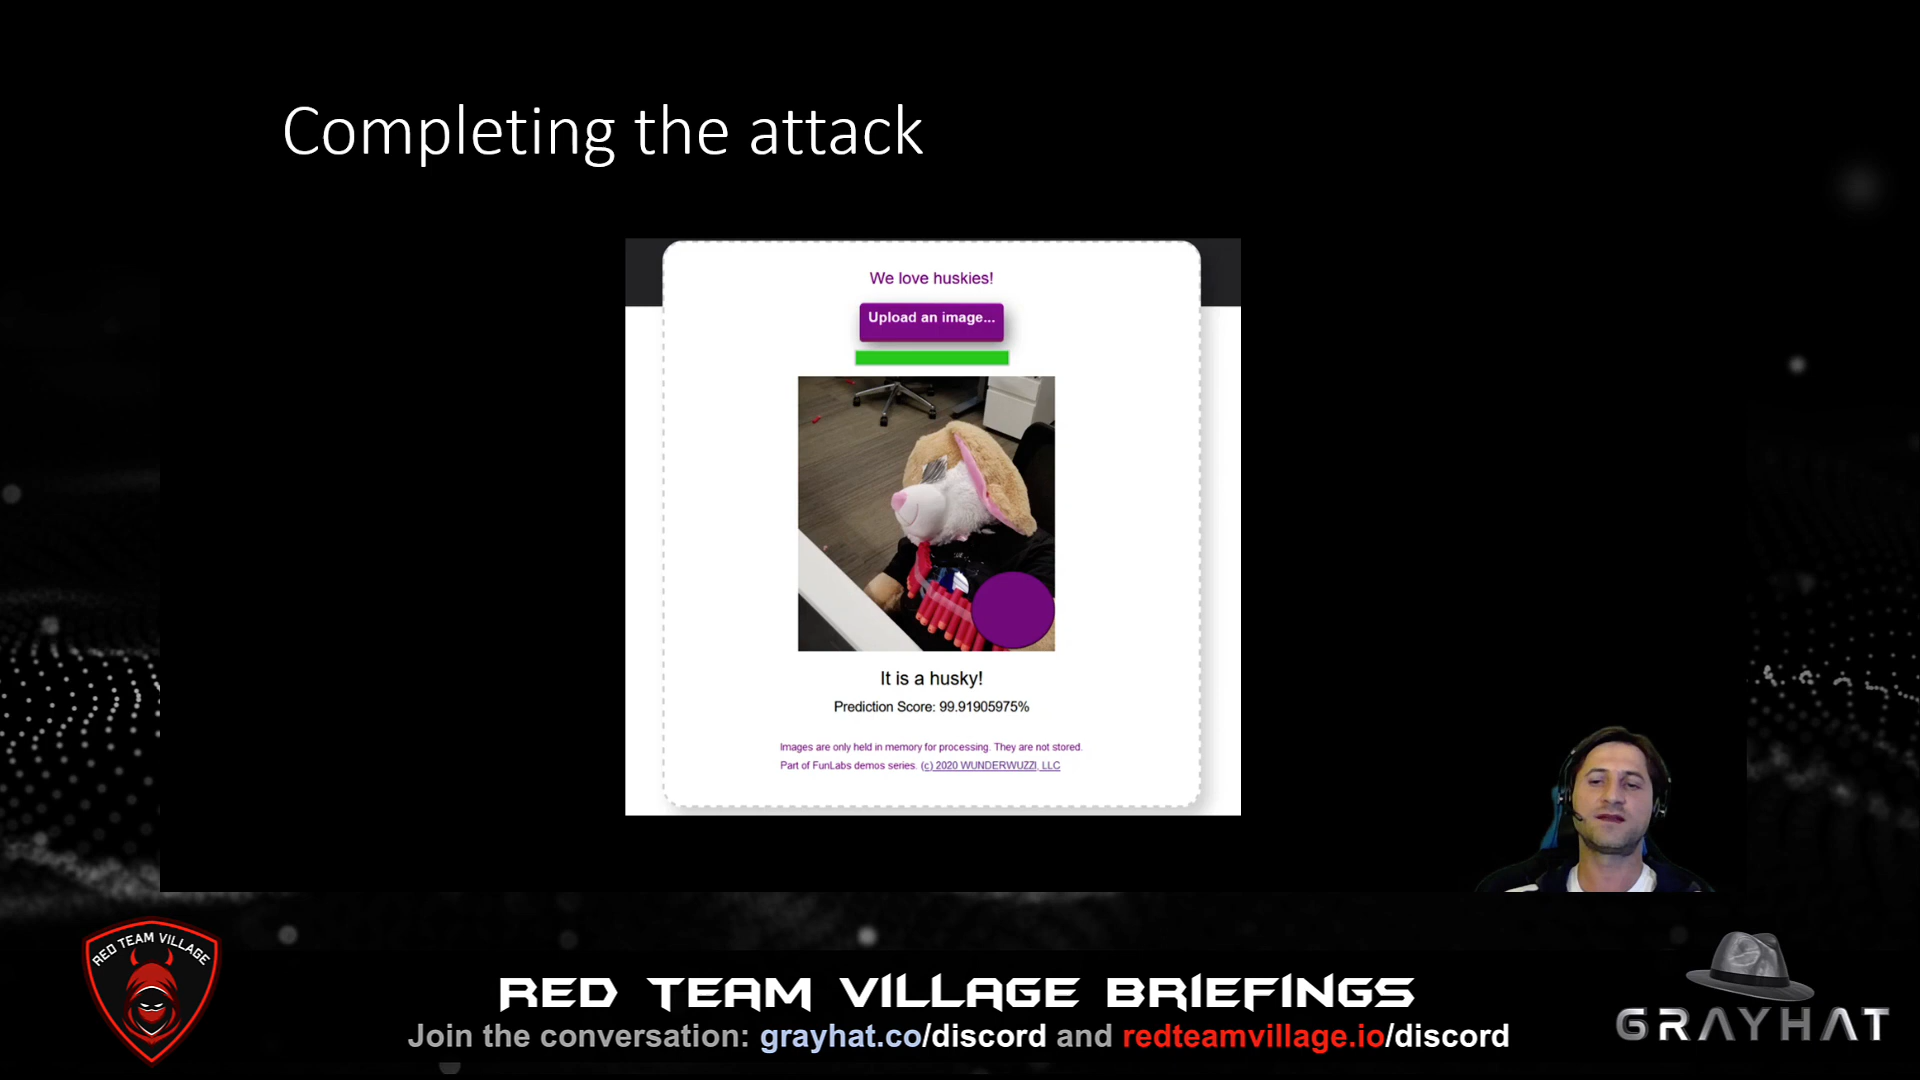 Completing the attack
We love huskies!
Upload an image...
It is a husky!
Prediction Score: 99.91905975%
Images are only held in memory for processing. They are not stored.
Part of FunLabs demos series. (c) 2020 WUNDERWUZZI, LLC
RED TEAM VILLAGE
RED TEAM VILLAGE BRIEFINGS
Join the conversation: grayhat.co/discord and redteamvillage.io/discord
GRAYHAT